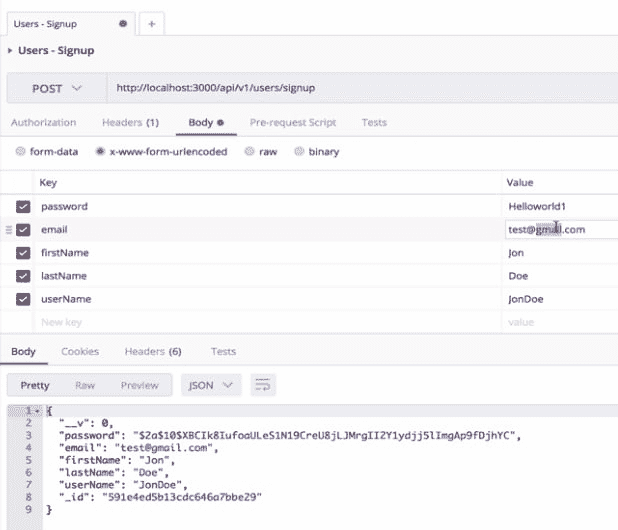 Users - Signup +
Users - Signup
POST http://localhost:3000/api/v1/users/signup
Authorization Headers (1) Body Pre-request Script Tests
form-data x-www-form-urlencoded raw binary
Key Value
password Helloworld1
email test@gmail.com
firstName Jon
lastName Doe
userName JonDoe
New key value
Body Cookies Headers (6) Tests
Pretty Raw Preview JSON
1 {
2 "__v": 0,
3 "password": "$2a$10$XBCIk8IufoaULeS1N19CreU8jLJMrgIIZY1ydjj5lImgAp9fDjhYC",
4 "email": "test@gmail.com",
5 "firstName": "Jon",
6 "lastName": "Doe",
7 "userName": "JonDoe",
8 "_id": "591e4ed5b13cdc646a7bbe29"
9 }